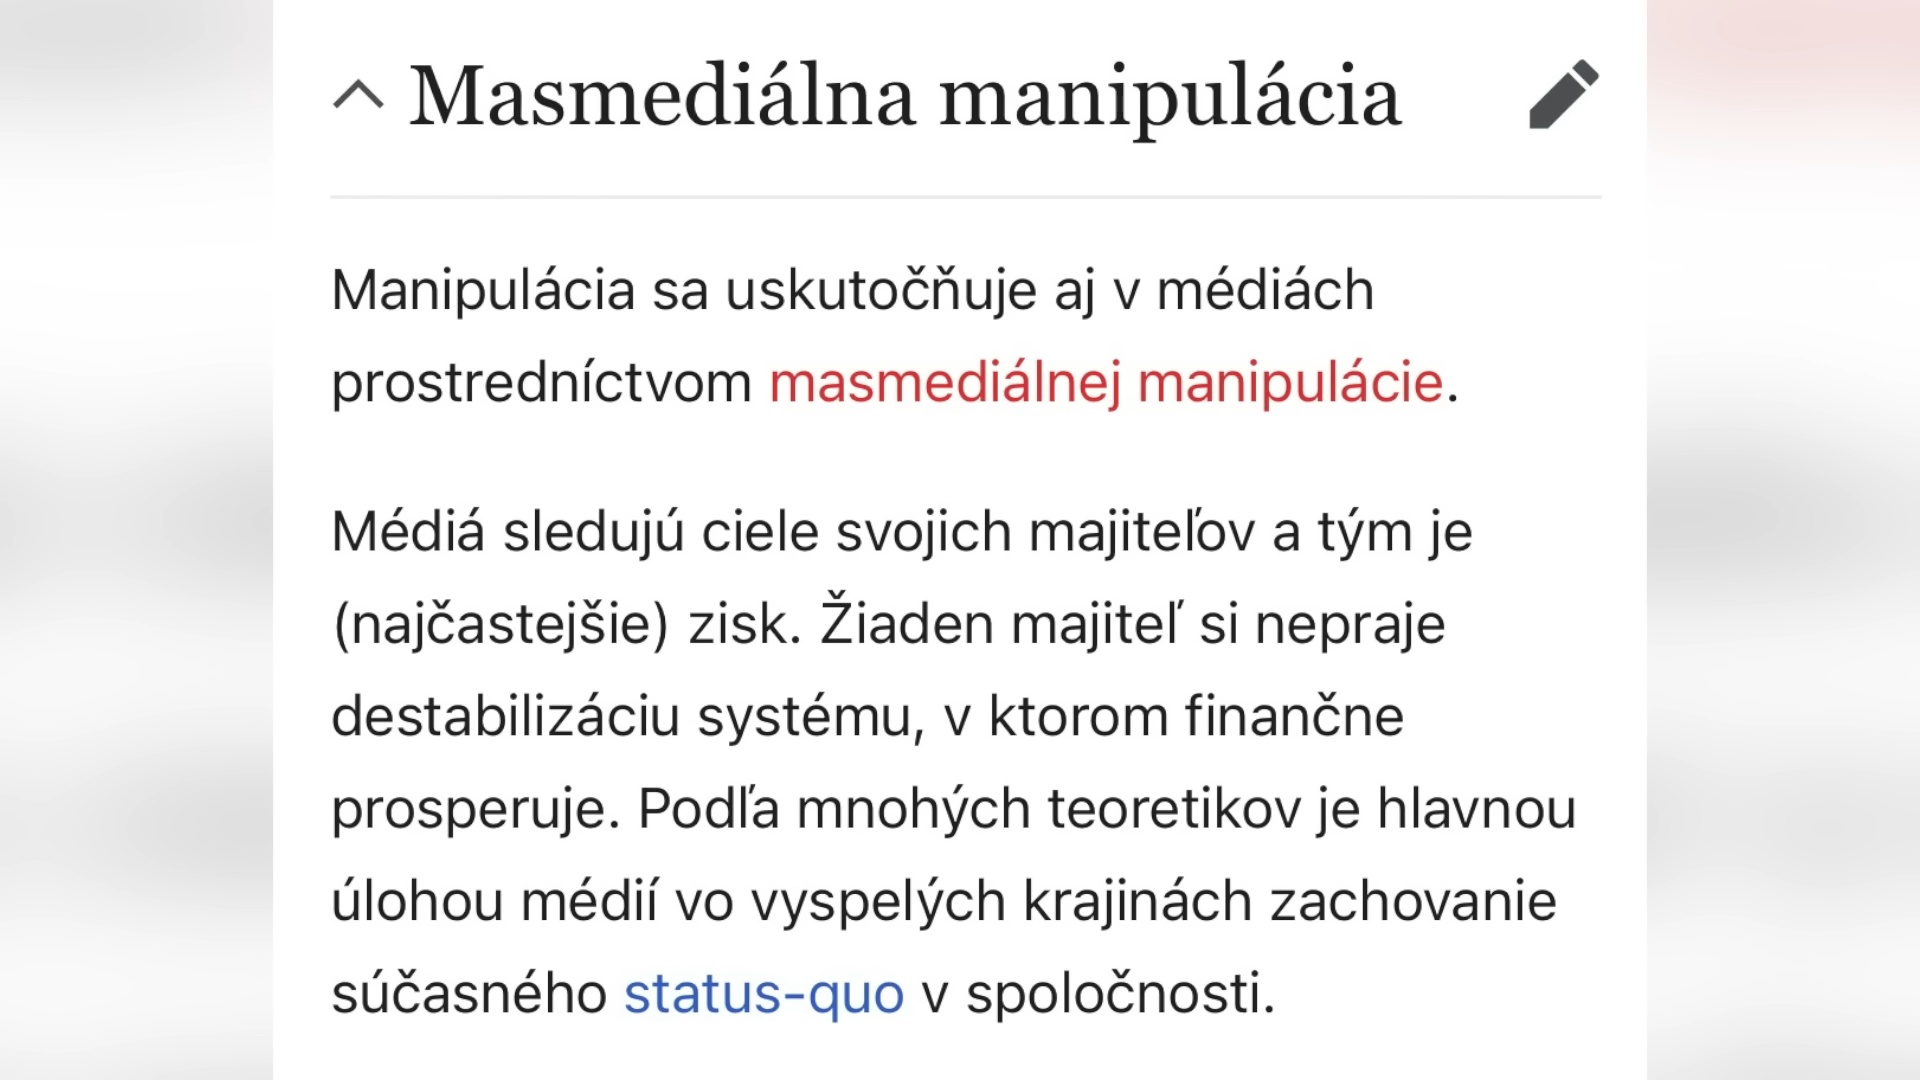 Masmediálna manipulácia
Manipulácia sa uskutočňuje aj v médiách
prostredníctvom masmediálnej manipulácie.
Médiá sledujú ciele svojich majiteľov a tým je
(najčastejšie) zisk. Žiaden majiteľ si nepraje
destabilizáciu systému, v ktorom finančne
prosperuje. Podľa mnohých teoretikov je hlavnou
úlohou médií vo vyspelých krajinách zachovanie
súčasného status-quo v spoločnosti.